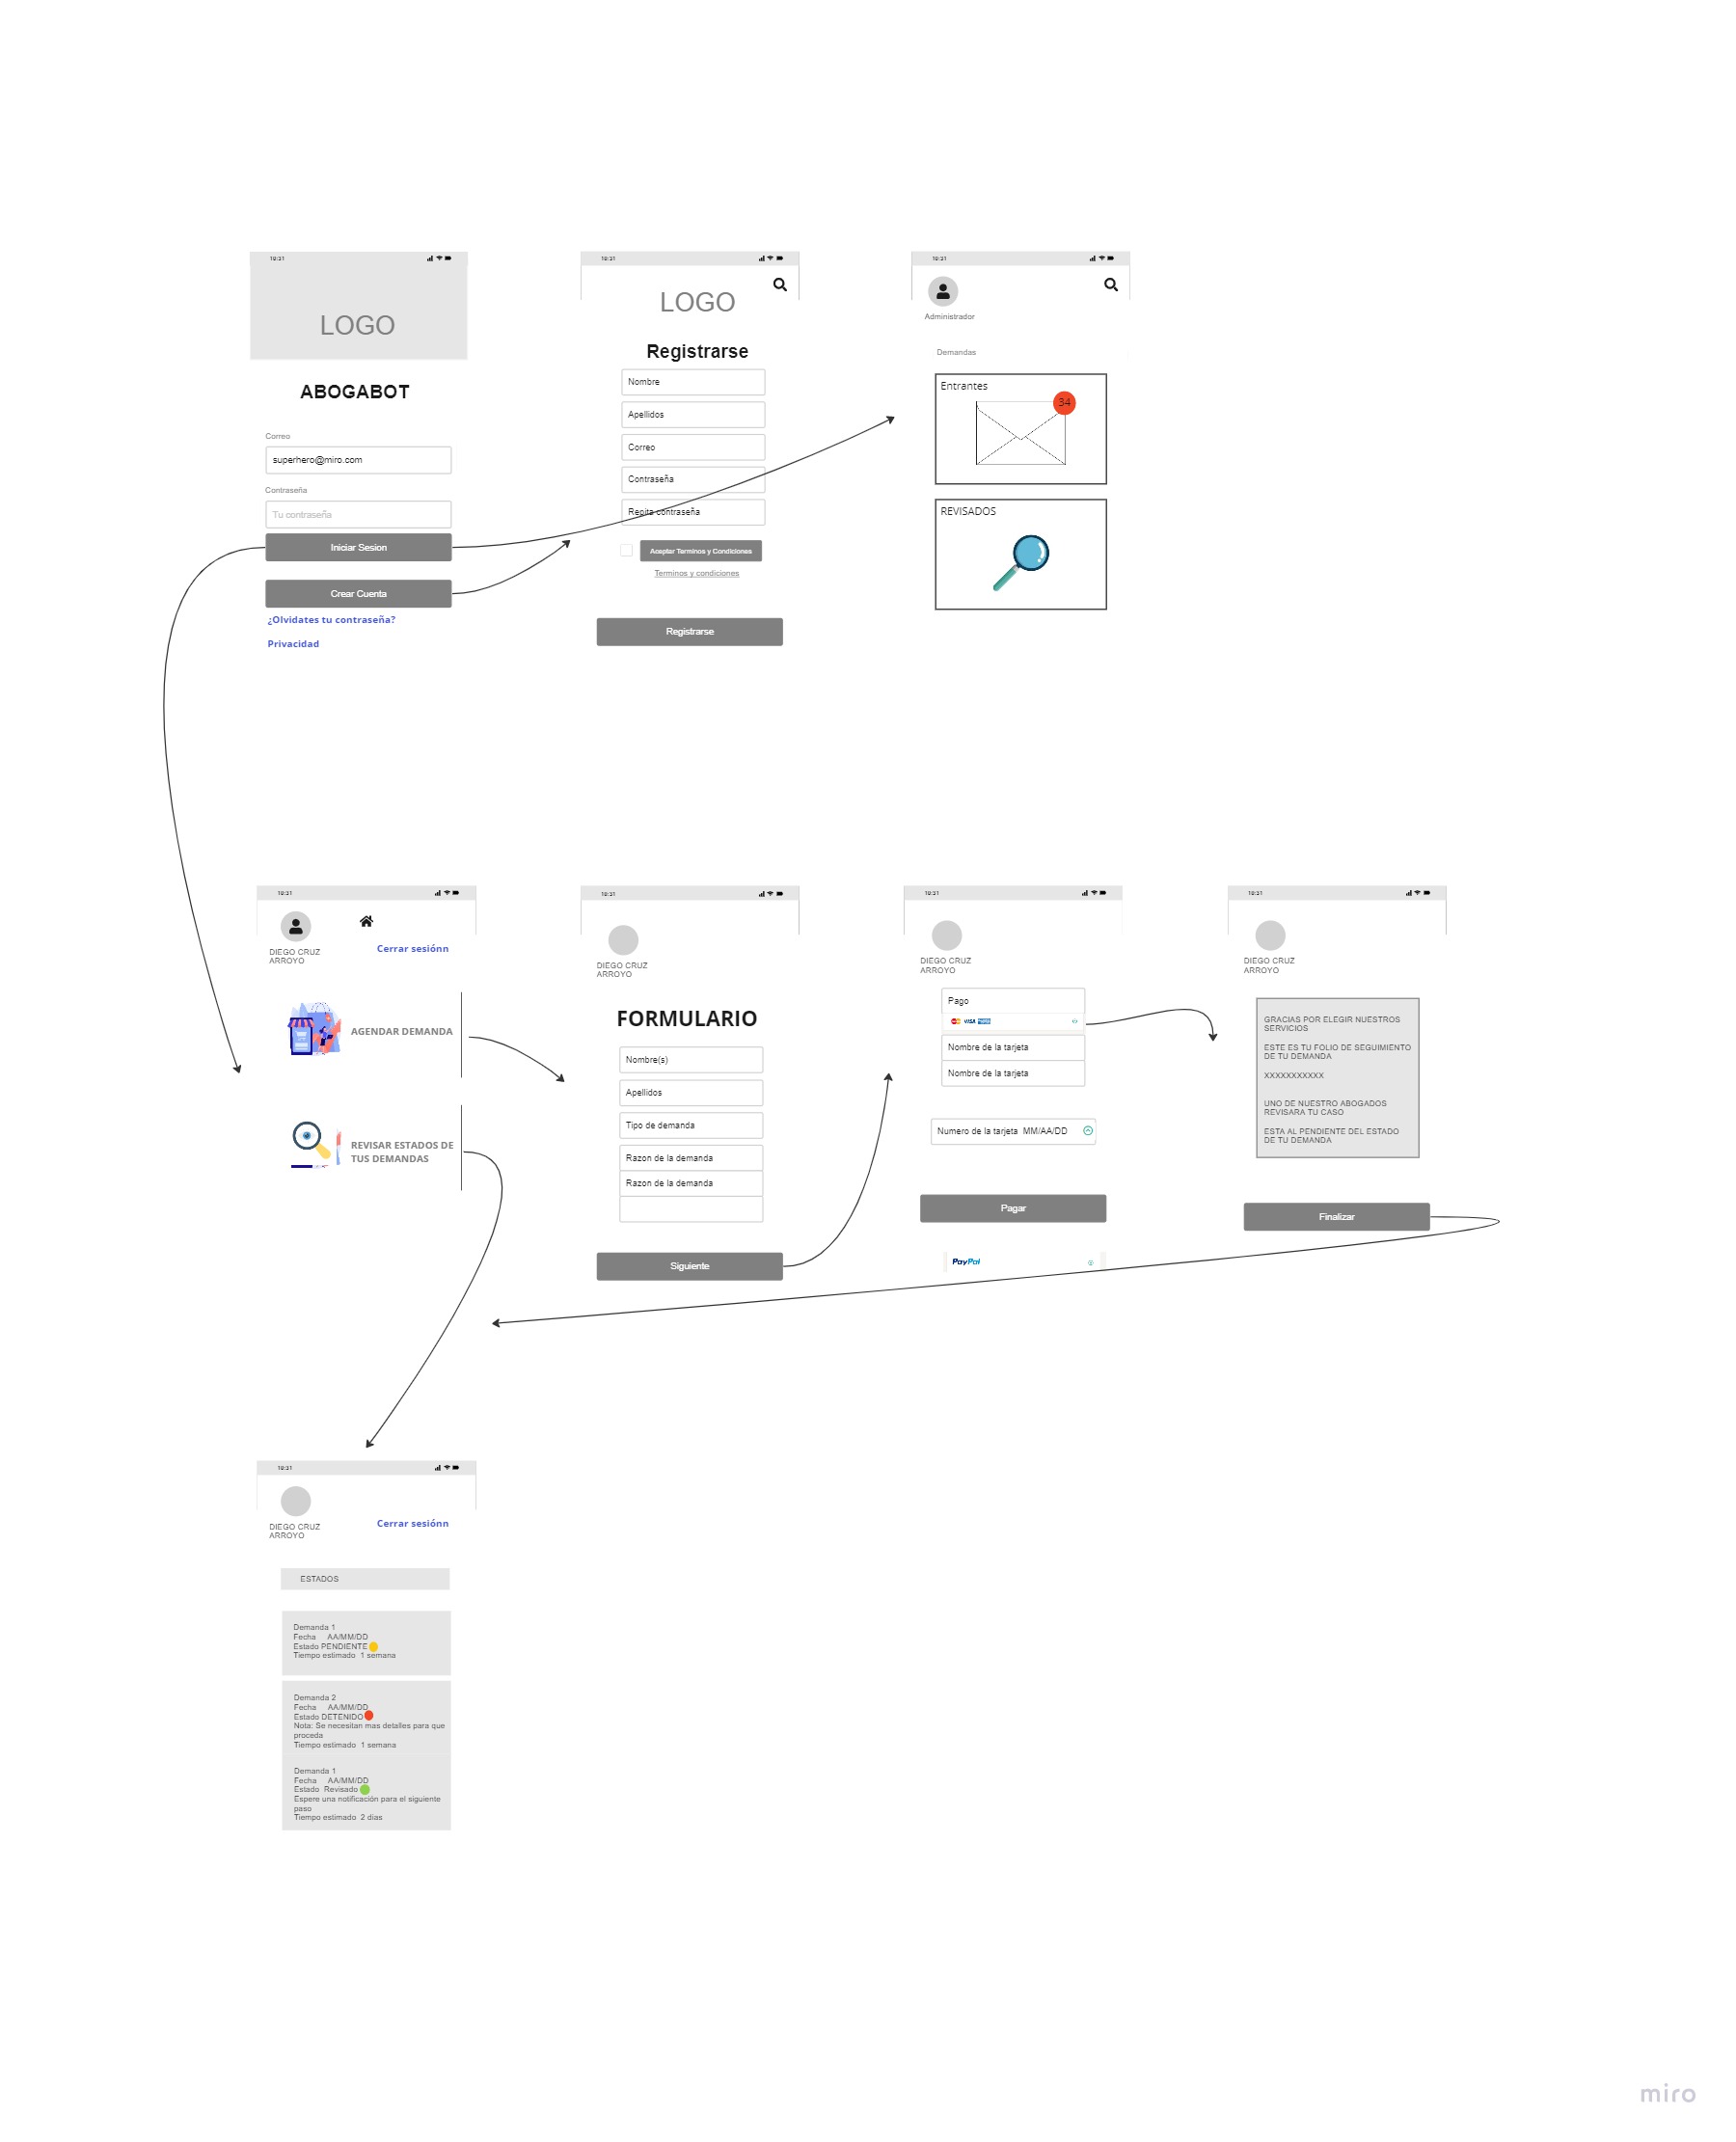 10:21
LOGO
ABOGABOT
Correo
superhero@miro.com
Contraseña
Tu contraseña
Iniciar Sesion
Crear Cuenta
¿Olvidates tu contraseña?
Privacidad
10:21
LOGO
Registrarse
Nombre
Apellidos
Correo
Contraseña
Repita contraseña
Aceptar Terminos y Condiciones
Terminos y condiciones
Registrarse
10:21
Administrador
Demandas
Entrantes
34
REVISADOS
10:21
DIEGO CRUZ
ARROYO
Cerrar sesiónn
AGENDAR DEMANDA
REVISAR ESTADOS DE
TUS DEMANDAS
10:21
DIEGO CRUZ
ARROYO
FORMULARIO
Nombre(s)
Apellidos
Tipo de demanda
Razon de la demanda
Razon de la demanda
Siguiente
10:21
DIEGO CRUZ
ARROYO
Pago
VISA
Nombre de la tarjeta
Nombre de la tarjeta
Numero de la tarjeta MM/AA/DD
Pagar
PayPal
10:21
DIEGO CRUZ
ARROYO
GRACIAS POR ELEGIR NUESTROS
SERVICIOS
ESTE ES TU FOLIO DE SEGUIMIENTO
DE TU DEMANDA
XXXXXXXXXXX
UNO DE NUESTRO ABOGADOS
REVISARA TU CASO
ESTA AL PENDIENTE DEL ESTADO
DE TU DEMANDA
Finalizar
10:21
DIEGO CRUZ
ARROYO
Cerrar sesiónn
ESTADOS
Demanda 1
Fecha AA/MM/DD
Estado PENDIENTE
Tiempo estimado 1 semana
Demanda 2
Fecha AA/MM/DD
Estado DETENIDO
Nota: Se necesitan mas detalles para que
proceda
Tiempo estimado 1 semana
Demanda 1
Fecha AA/MM/DD
Estado Revisado
Espere una notificación para el siguiente
paso
Tiempo estimado 2 dias
miro